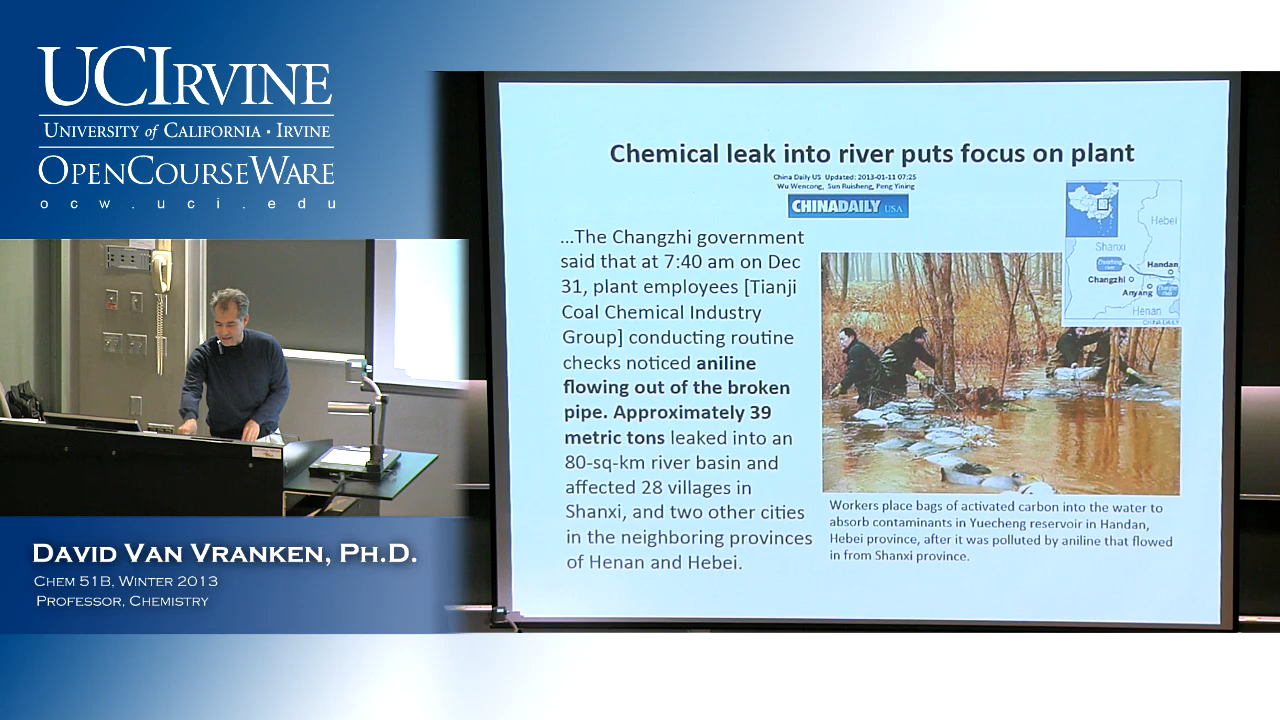 UCIRVINE
UNIVERSITY of CALIFORNIA · IRVINE
OPENCOURSEWARE
ocw.uci.edu
DAVID VAN VRANKEN, PH.D.
CHEM 51B, WINTER 2013
PROFESSOR, CHEMISTRY
Chemical leak into river puts focus on plant
China Daily US Updated: 2013-01-11 07:25
Wu Wencong, Sun Ruisheng, Peng Yining
CHINADAILY USA
...The Changzhi government
said that at 7:40 am on Dec
31, plant employees [Tianji
Coal Chemical Industry
Group] conducting routine
checks noticed aniline
flowing out of the broken
pipe. Approximately 39
metric tons leaked into an
80-sq-km river basin and
affected 28 villages in
Shanxi, and two other cities
in the neighboring provinces
of Henan and Hebei.
Hebei
Shanxi
Handan
Changzhi
Anyang
Henan
CHINA DAILY
Workers place bags of activated carbon into the water to
absorb contaminants in Yuecheng reservoir in Handan,
Hebei province, after it was polluted by aniline that flowed
in from Shanxi province.